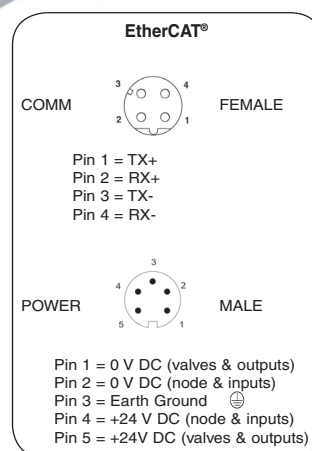 EtherCAT®
3 4
COMM FEMALE
2 1
Pin 1 = TX+
Pin 2 = RX+
Pin 3 = TX-
Pin 4 = RX-
3
4 2
POWER MALE
5 1
Pin 1 = 0 V DC (valves & outputs)
Pin 2 = 0 V DC (node & inputs)
Pin 3 = Earth Ground
Pin 4 = +24 V DC (node & inputs)
Pin 5 = +24V DC (valves & outputs)